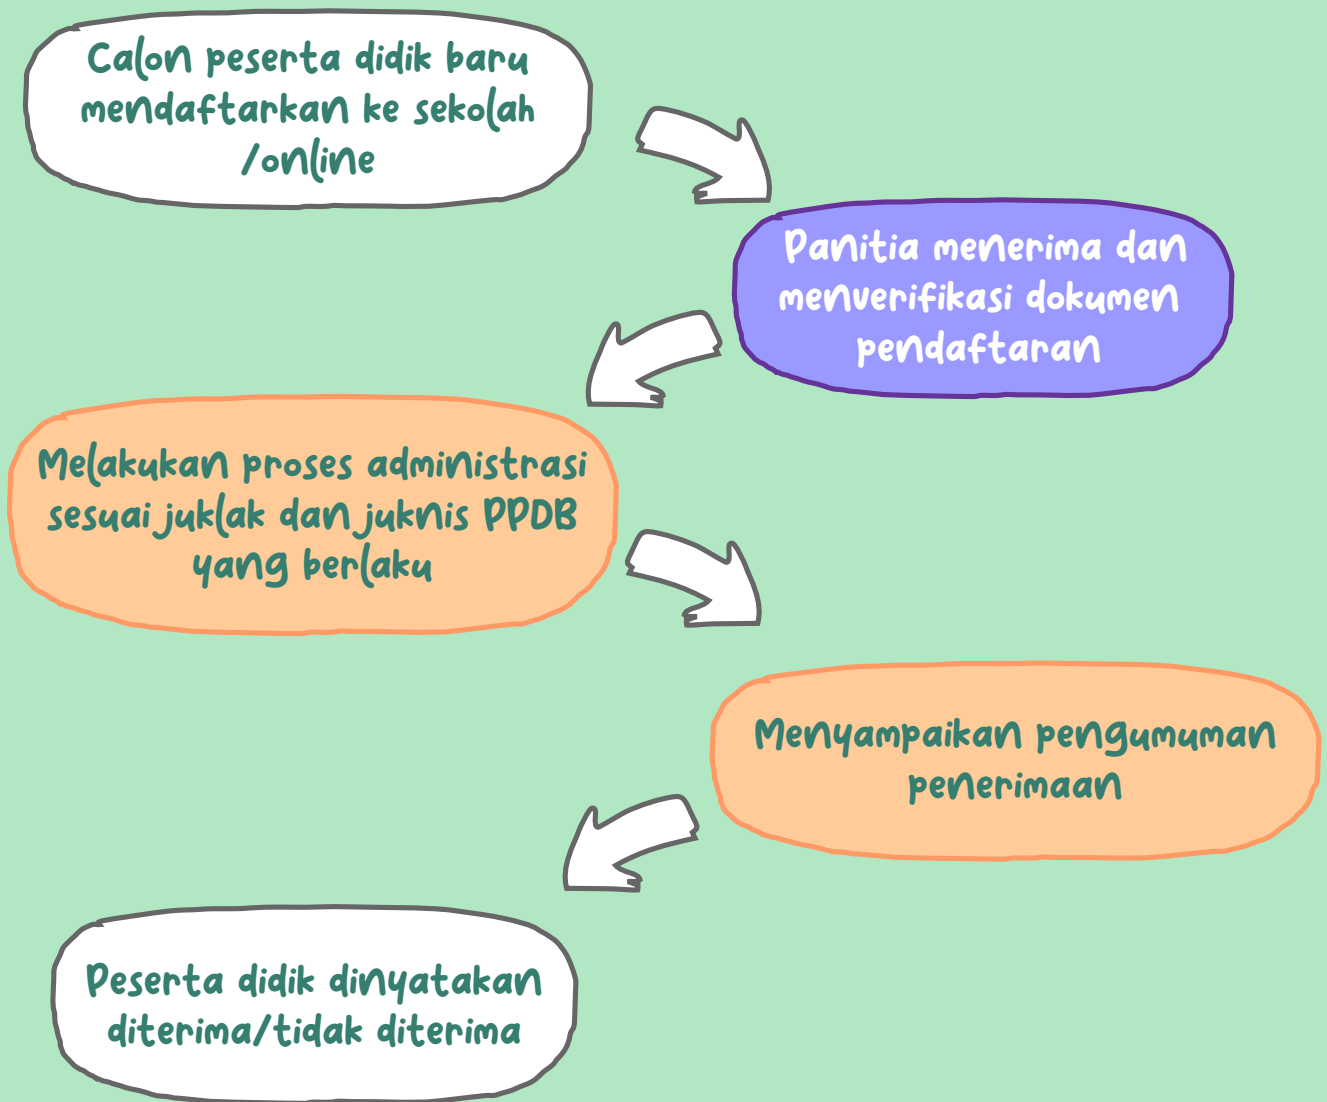 Calon peserta didik baru
mendaftarkan ke sekolah
/online
Panitia menerima dan
menverifikasi dokumen
pendaftaran
Melakukan proses administrasi
sesuai juklak dan juknis PPDB
yang berlaku
Menyampaikan pengumuman
penerimaan
Peserta didik dinyatakan
diterima/tidak diterima